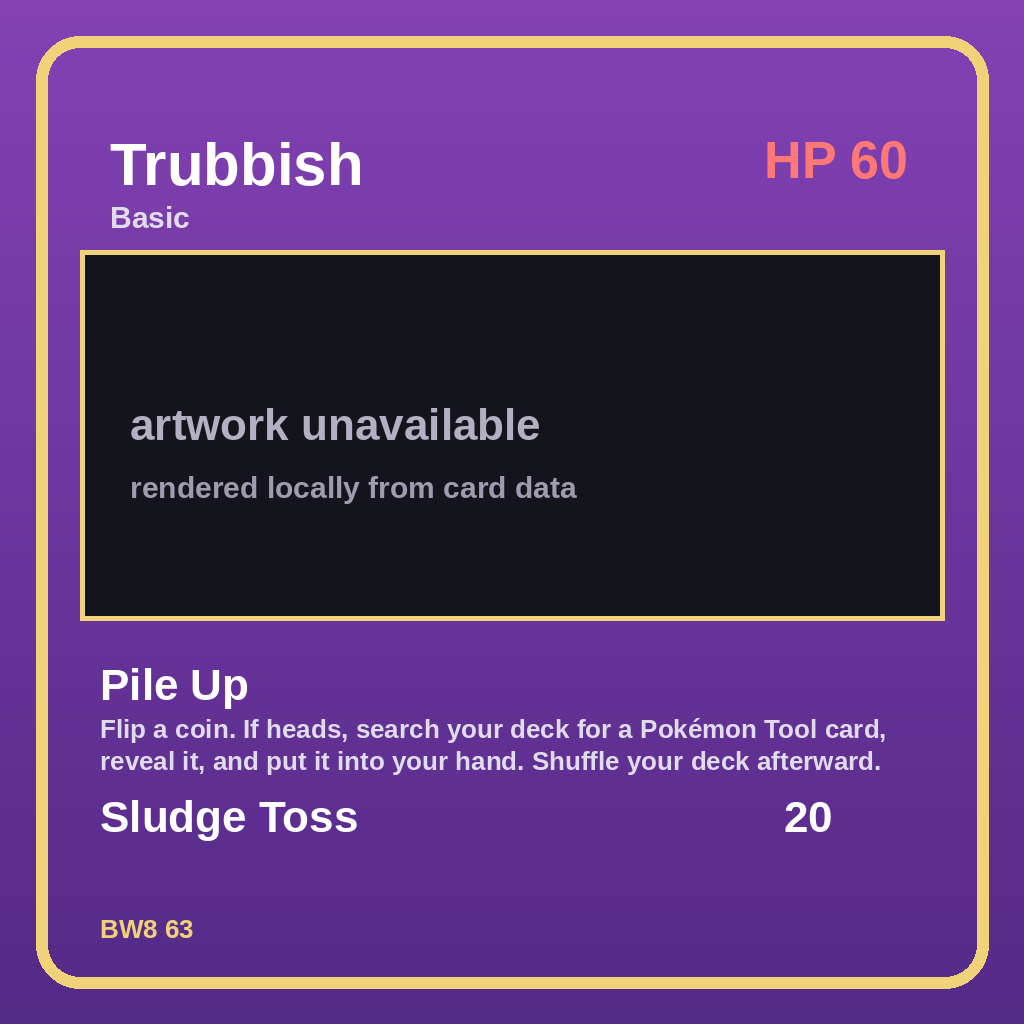 Trubbish
HP 60
Basic
artwork unavailable
rendered locally from card data
Pile Up
Flip a coin. If heads, search your deck for a Pokémon Tool card,
reveal it, and put it into your hand. Shuffle your deck afterward.
Sludge Toss 20
BW8 63